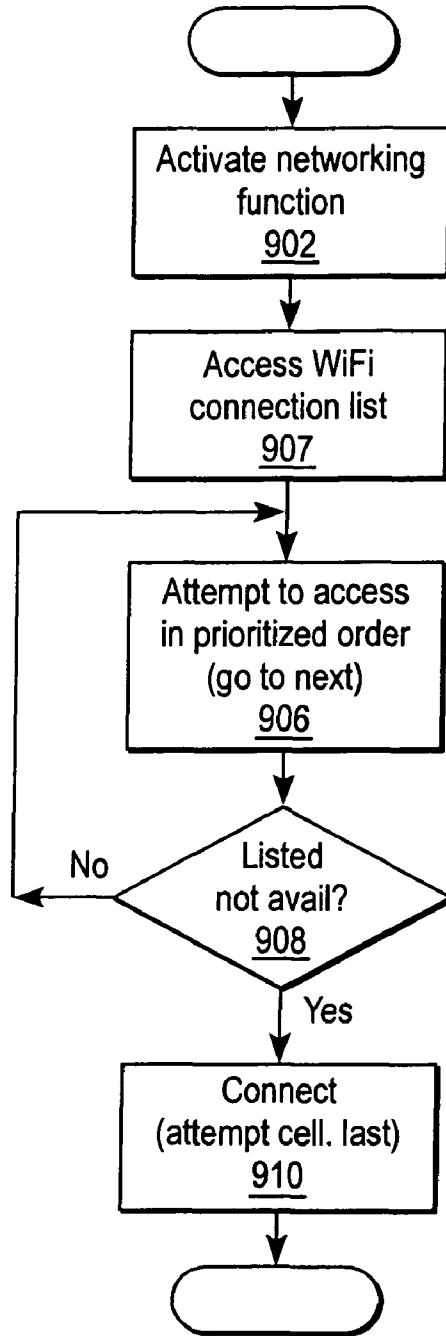 Activate networking
function
902
Access WiFi
connection list
907
Attempt to access
in prioritized order
(go to next)
906
No
Listed
not avail?
908
Yes
Connect
(attempt cell. last)
910